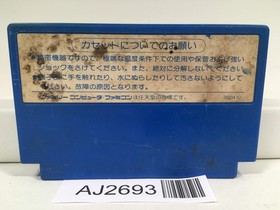 カセットについてのお願い
精密機器ですので、極端な温度条件下での使用や保管および強い
ショックをさけてください。また、絶対に分解しないでください。
端子部に手を触れたり、水にぬらしたりして汚さないようにして
ください。故障の原因となります。
ファミリーコンピュータ・ファミコンは任天堂の商標です。
AJ2693